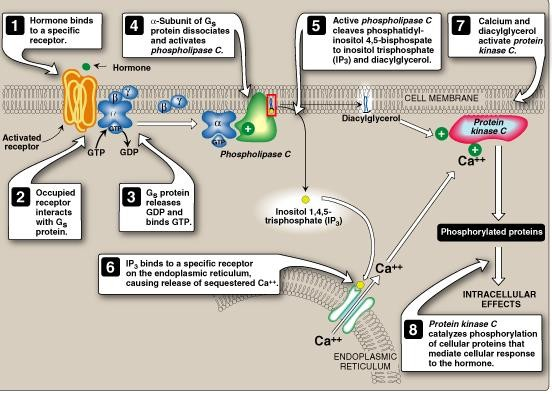 1
Hormone binds
to a specific
receptor.
4
α-Subunit of Gs
protein dissociates
and activates
phospholipase C.
5
Active phospholipase C
cleaves phosphatidyl-
inositol 4,5-bisphospate
to inositol trisphosphate
(IP3) and diacylglycerol.
7
Calcium and
diacylglycerol
activate protein
kinase C.
Hormone
β γ
α
GTP
β γ
α
GTP
+
CELL MEMBRANE
Diacylglycerol
Protein
kinase C
+
+
Ca++
Activated
receptor
GTP
GDP
Phospholipase C
2
Occupied
receptor
interacts
with Gs
protein.
3
Gs protein
releases
GDP and
binds GTP.
Inositol 1,4,5-
trisphosphate (IP3)
Phosphorylated proteins
6
IP3 binds to a specific receptor
on the endoplasmic reticulum,
causing release of sequestered Ca++.
Ca++
INTRACELLULAR
EFFECTS
Ca++
ENDOPLASMIC
RETICULUM
8
Protein kinase C
catalyzes phosphorylation
of cellular proteins that
mediate cellular response
to the hormone.